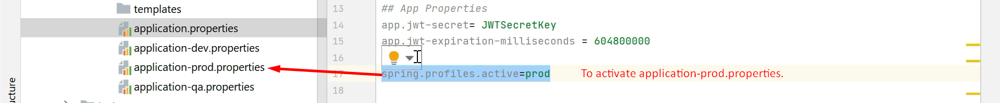 templates
application.properties
application-dev.properties
application-prod.properties
application-qa.properties
ucture
13 ## App Properties
14 app.jwt-secret= JWTSecretKey
15 app.jwt-expiration-milliseconds = 604800000
16
17 spring.profiles.active=prod To activate application-prod.properties.
18